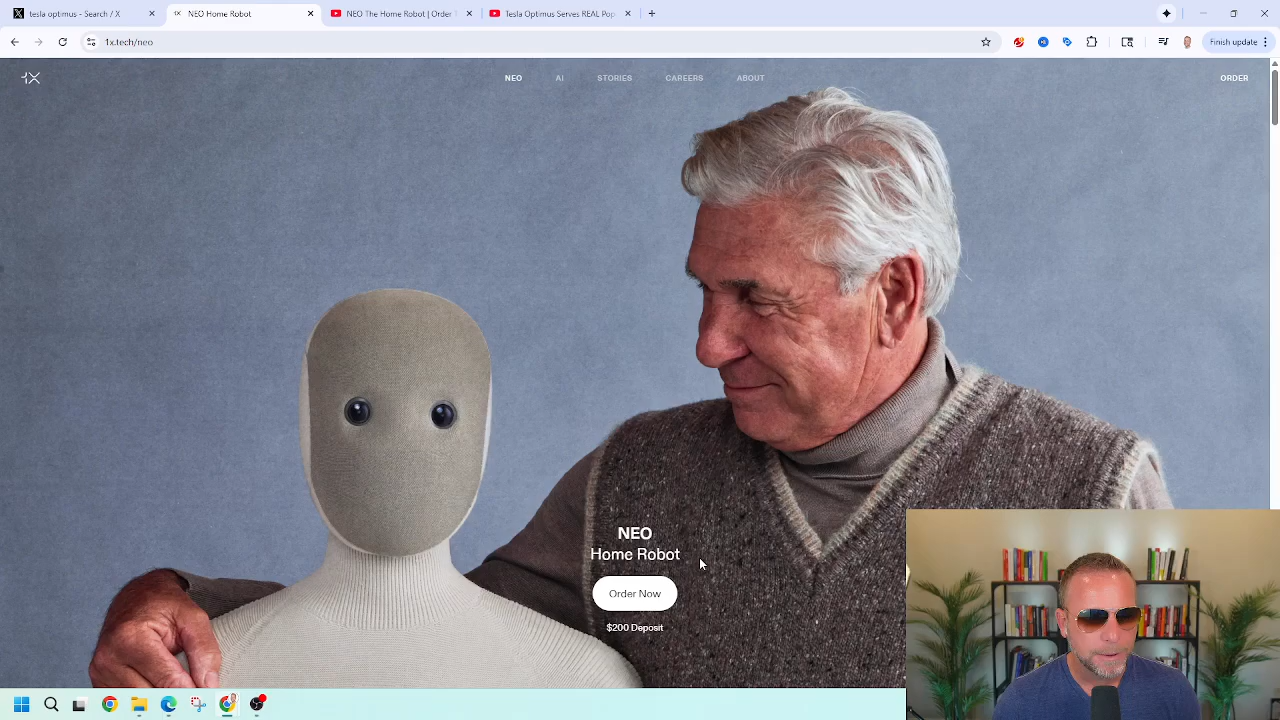 tesla optimus - Search / X
NEO Home Robot
NEO The Home Robot | Order T
Tesla Optimus Serves REAL Pop
1x.tech/neo
Finish update
1X
NEO
AI
STORIES
CAREERS
ABOUT
ORDER
NEO
Home Robot
Order Now
$200 Deposit